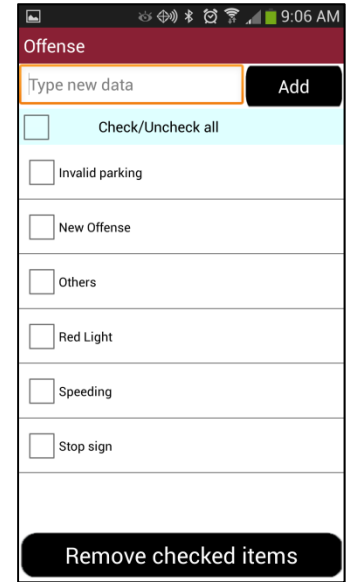 9:06 AM
Offense
Type new data
Add
Check/Uncheck all
Invalid parking
New Offense
Others
Red Light
Speeding
Stop sign
Remove checked items